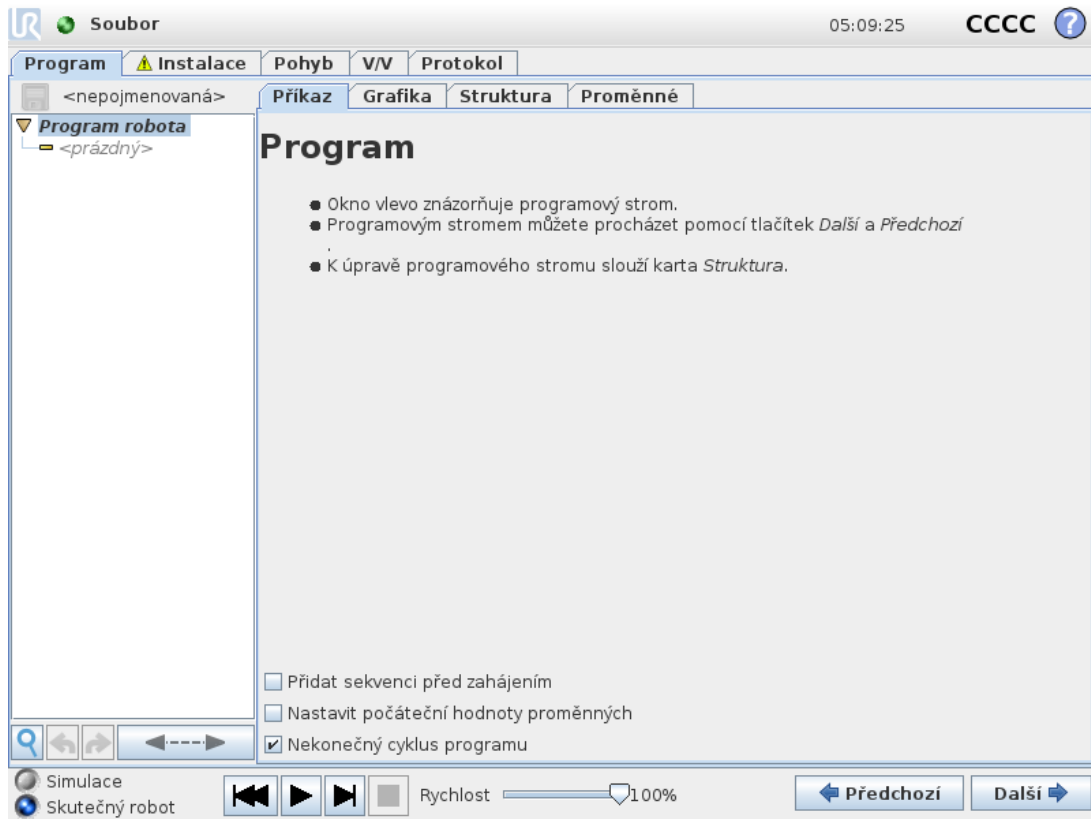 UR Soubor 05:09:25 CCCC ?
Program Instalace Pohyb V/V Protokol
<nepojmenovaná> Příkaz Grafika Struktura Proměnné
Program robota
<prázdný>
Program
Okno vlevo znázorňuje programový strom.
Programovým stromem můžete procházet pomocí tlačítek Další a Předchozí
.
K úpravě programového stromu slouží karta Struktura.
Přidat sekvenci před zahájením
Nastavit počáteční hodnoty proměnných
Nekonečný cyklus programu
Simulace
Skutečný robot
Rychlost 100%
Předchozí Další